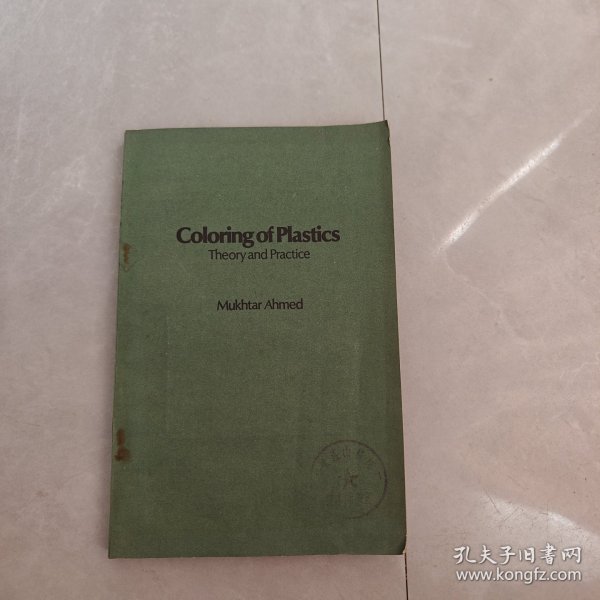 Coloring of Plastics
Theory and Practice
Mukhtar Ahmed
孔夫子旧书网
www.kongfz.com